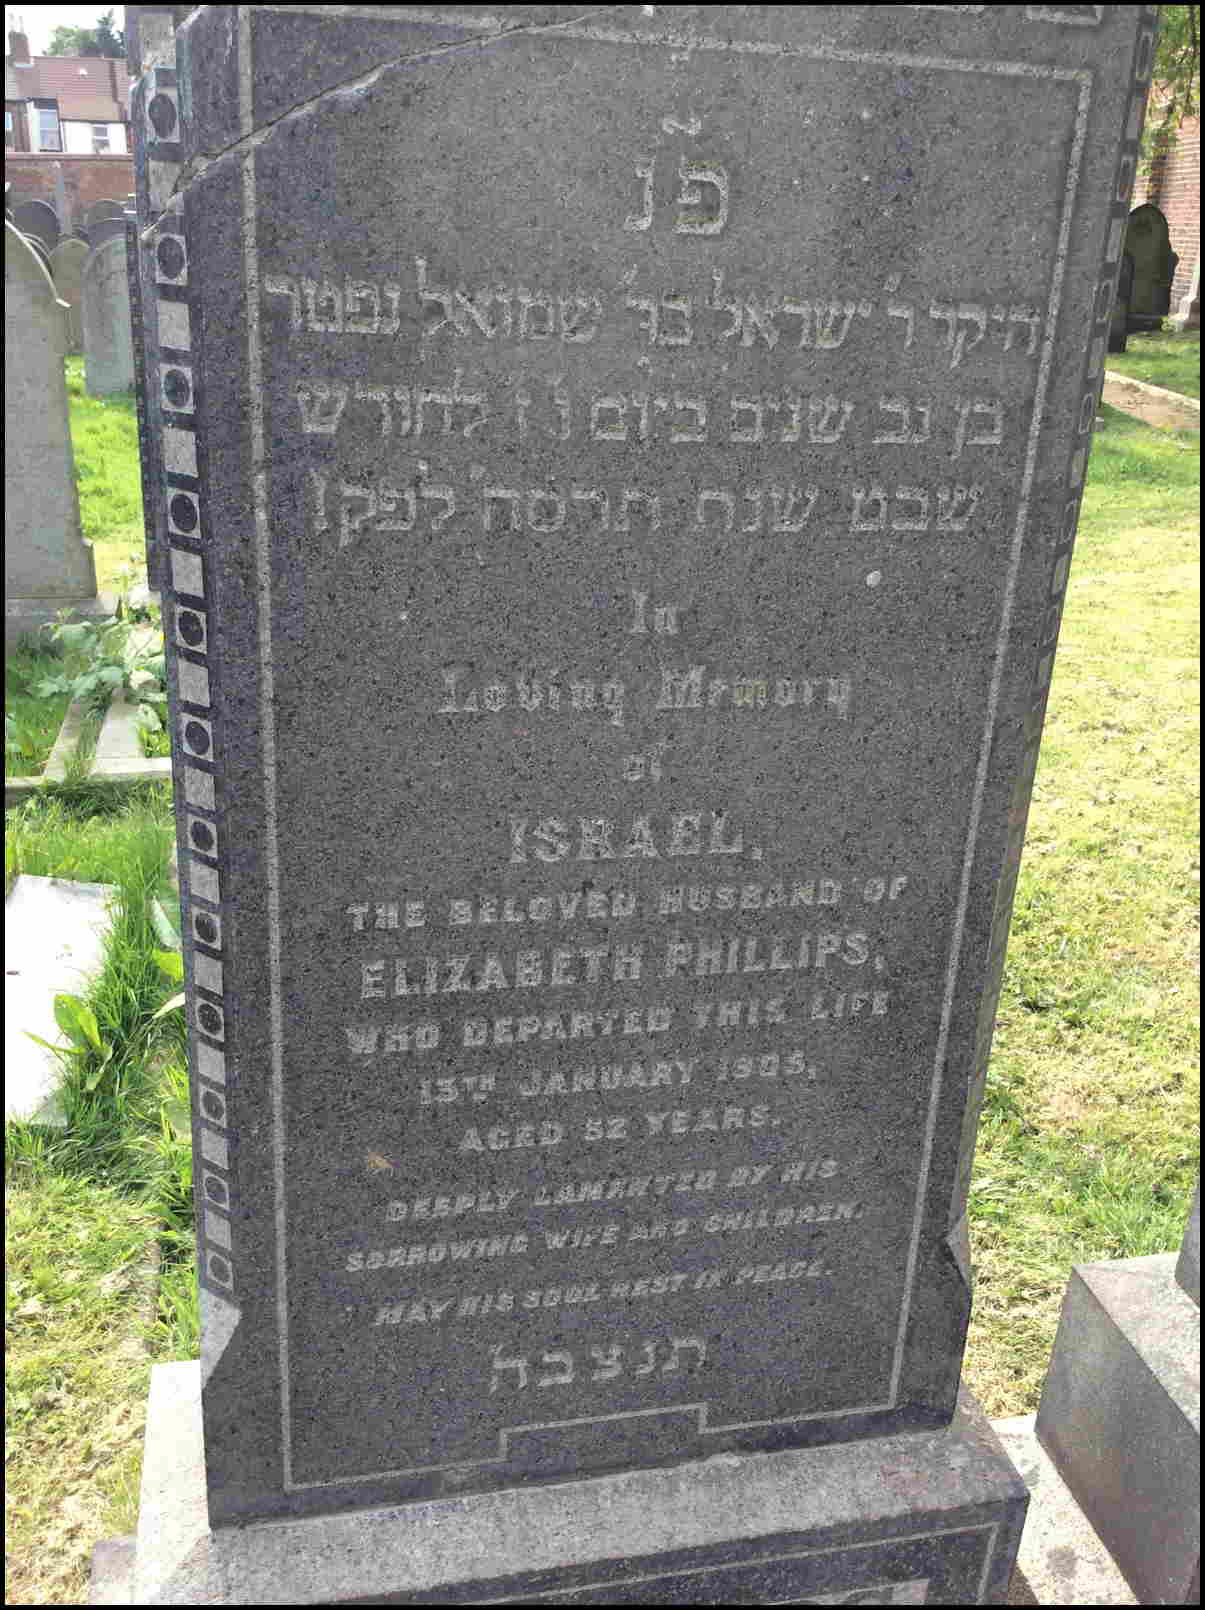 פ״נ
היקר ר׳ ישראל בר׳ שמואל נפטר
בן נב שנים ביום ו׳ ז לחודש
שבט שנת תרסה לפק!
In
Loving Memory
of
ISRAEL,
THE BELOVED HUSBAND OF
ELIZABETH PHILLIPS,
WHO DEPARTED THIS LIFE
13TH JANUARY 1905,
AGED 52 YEARS.
DEEPLY LAMENTED BY HIS
SORROWING WIFE AND CHILDREN.
MAY HIS SOUL REST IN PEACE.
תנצבה